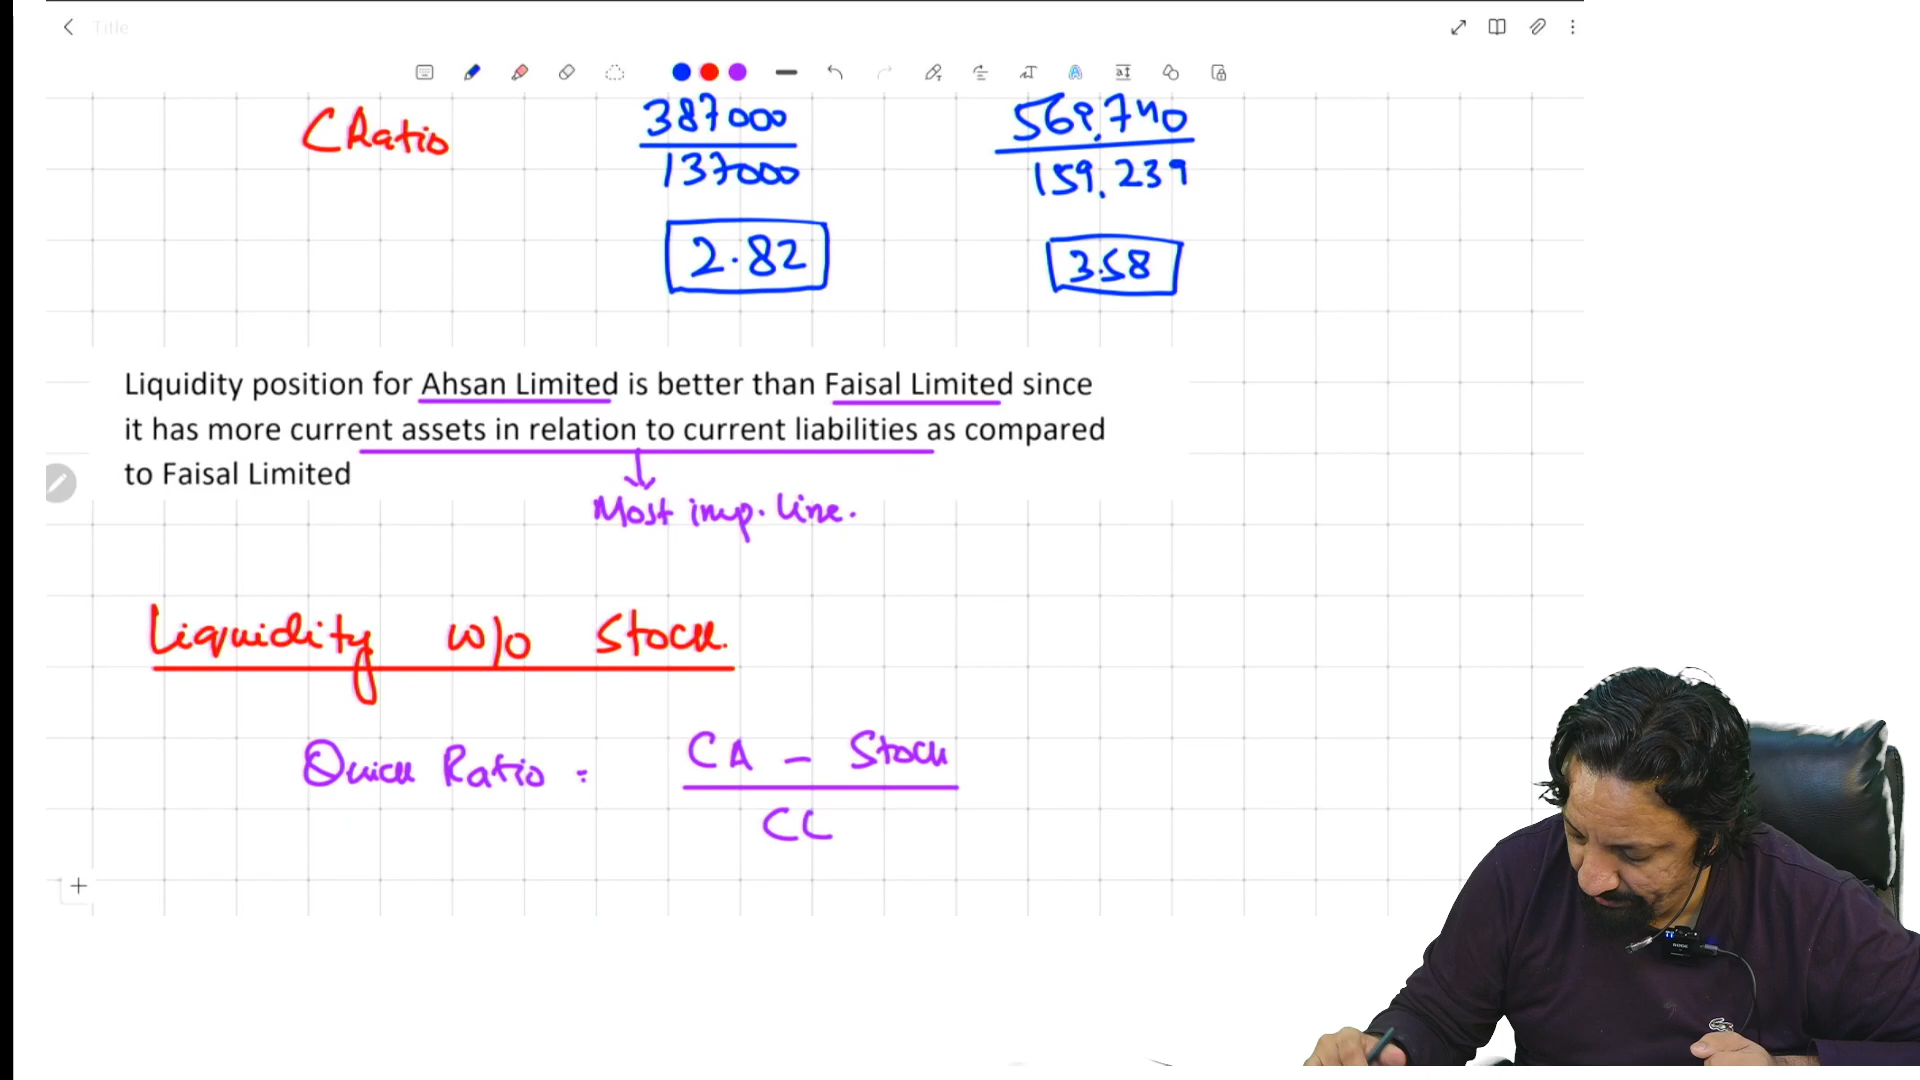 Title
C Ratio
387000
137000
2.82
569,740
159,239
3.58
Liquidity position for Ahsan Limited is better than Faisal Limited since
it has more current assets in relation to current liabilities as compared
to Faisal Limited
Most imp. line.
Liquidity w/o Stock.
Quick Ratio = CA - Stock
CL